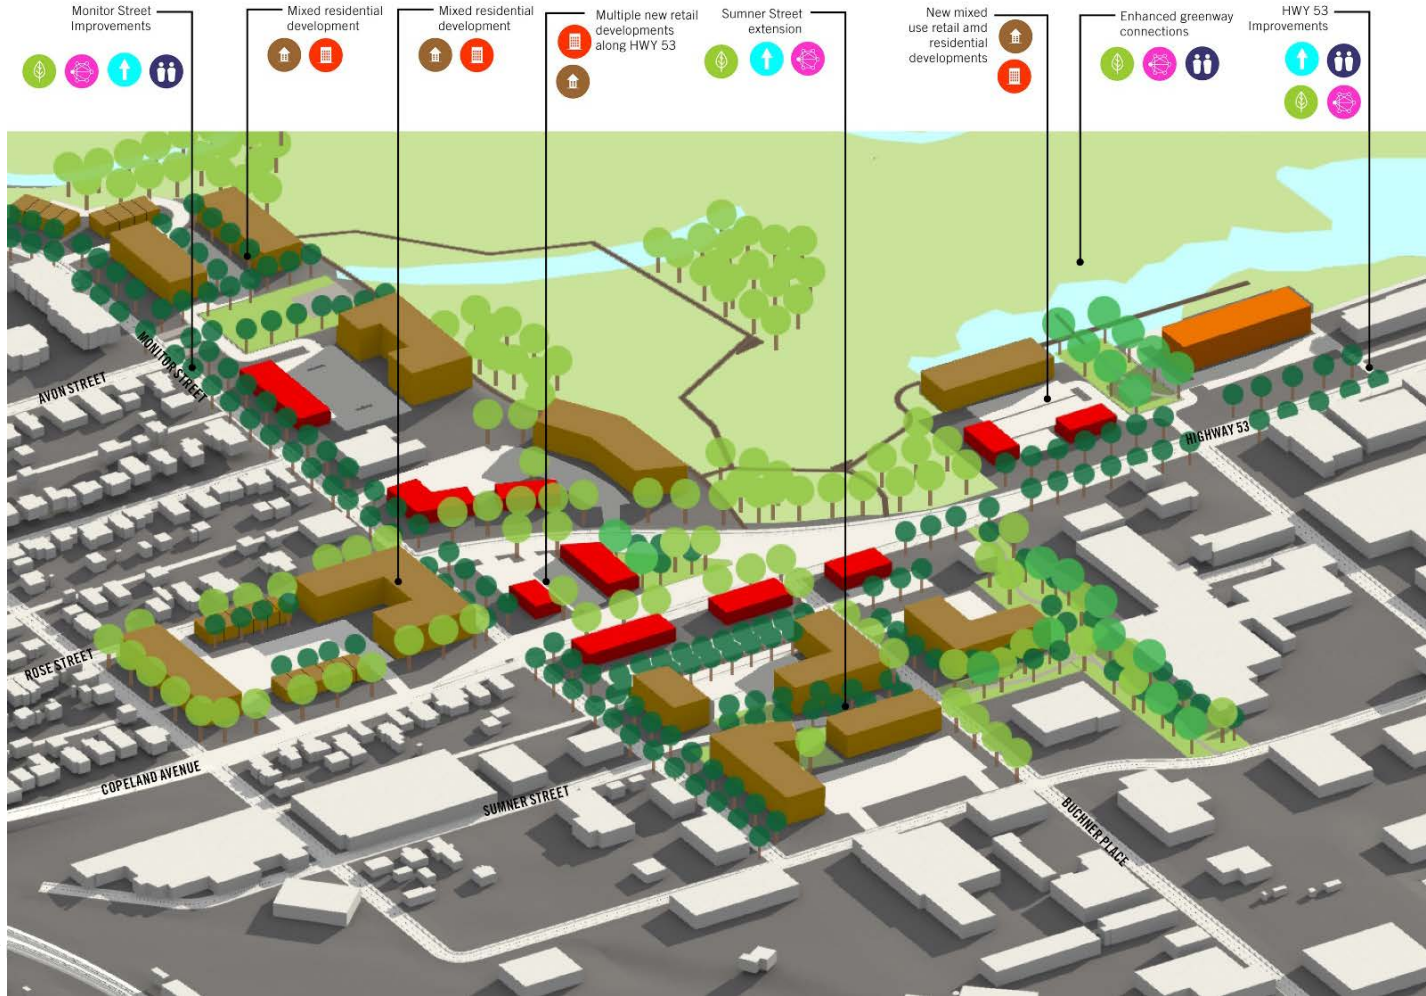 Monitor Street
Improvements
Mixed residential
development
Mixed residential
development
Multiple new retail
developments
along HWY 53
Sumner Street
extension
New mixed
use retail amd
residential
developments
Enhanced greenway
connections
HWY 53
Improvements
MONITOR STREET
AVON STREET
HIGHWAY 53
ROSE STREET
COPELAND AVENUE
SUMNER STREET
BUCHNER PLACE